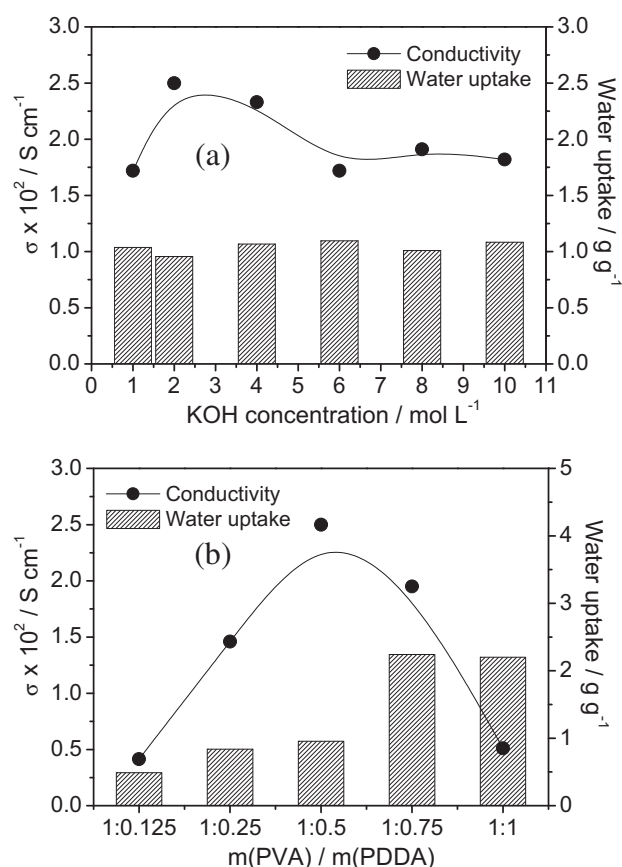 3.0
2.5
2.0
1.5
1.0
0.5
0.0
σ x 10² / S cm⁻¹
Conductivity
Water uptake
(a)
3.0
2.5
2.0
1.5
1.0
0.5
0.0
Water uptake / g g⁻¹
0 1 2 3 4 5 6 7 8 9 10 11
KOH concentration / mol L⁻¹
3.0
2.5
2.0
1.5
1.0
0.5
0.0
σ x 10² / S cm⁻¹
Conductivity
Water uptake
(b)
5
4
3
2
1
0
Water uptake / g g⁻¹
1:0.125 1:0.25 1:0.5 1:0.75 1:1
m(PVA) / m(PDDA)